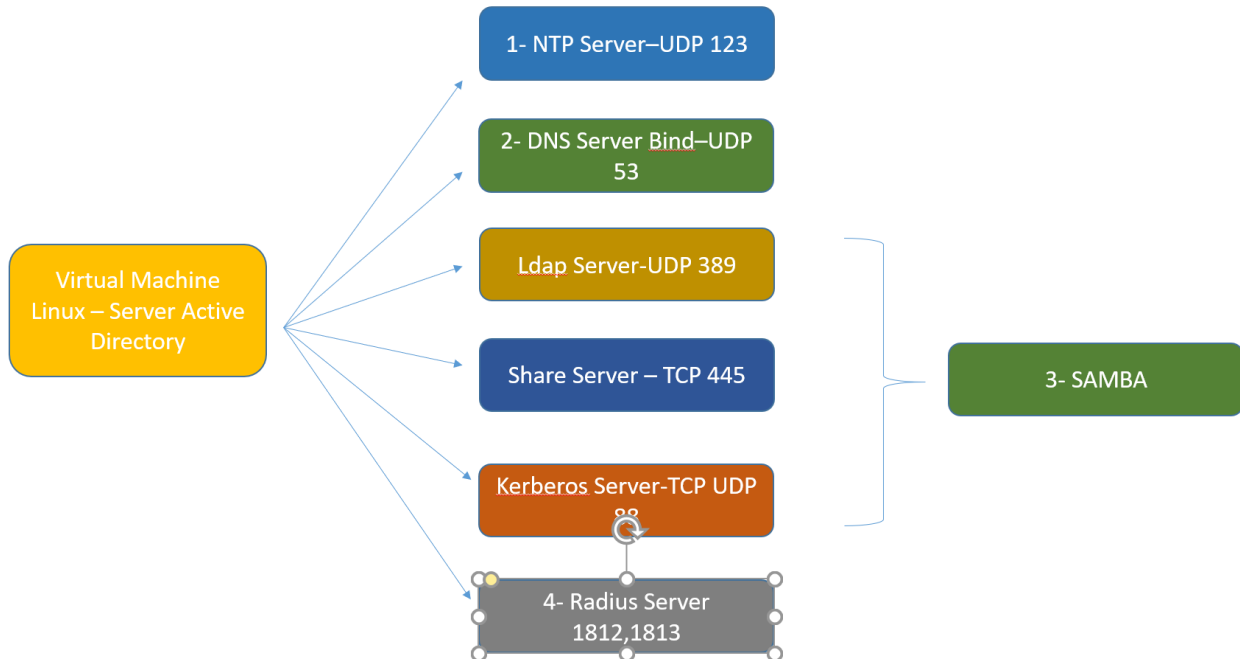 1- NTP Server–UDP 123
2- DNS Server Bind–UDP
53
Ldap Server-UDP 389
Virtual Machine
Linux – Server Active
Directory
Share Server – TCP 445
3- SAMBA
Kerberos Server-TCP UDP
88
4- Radius Server
1812,1813